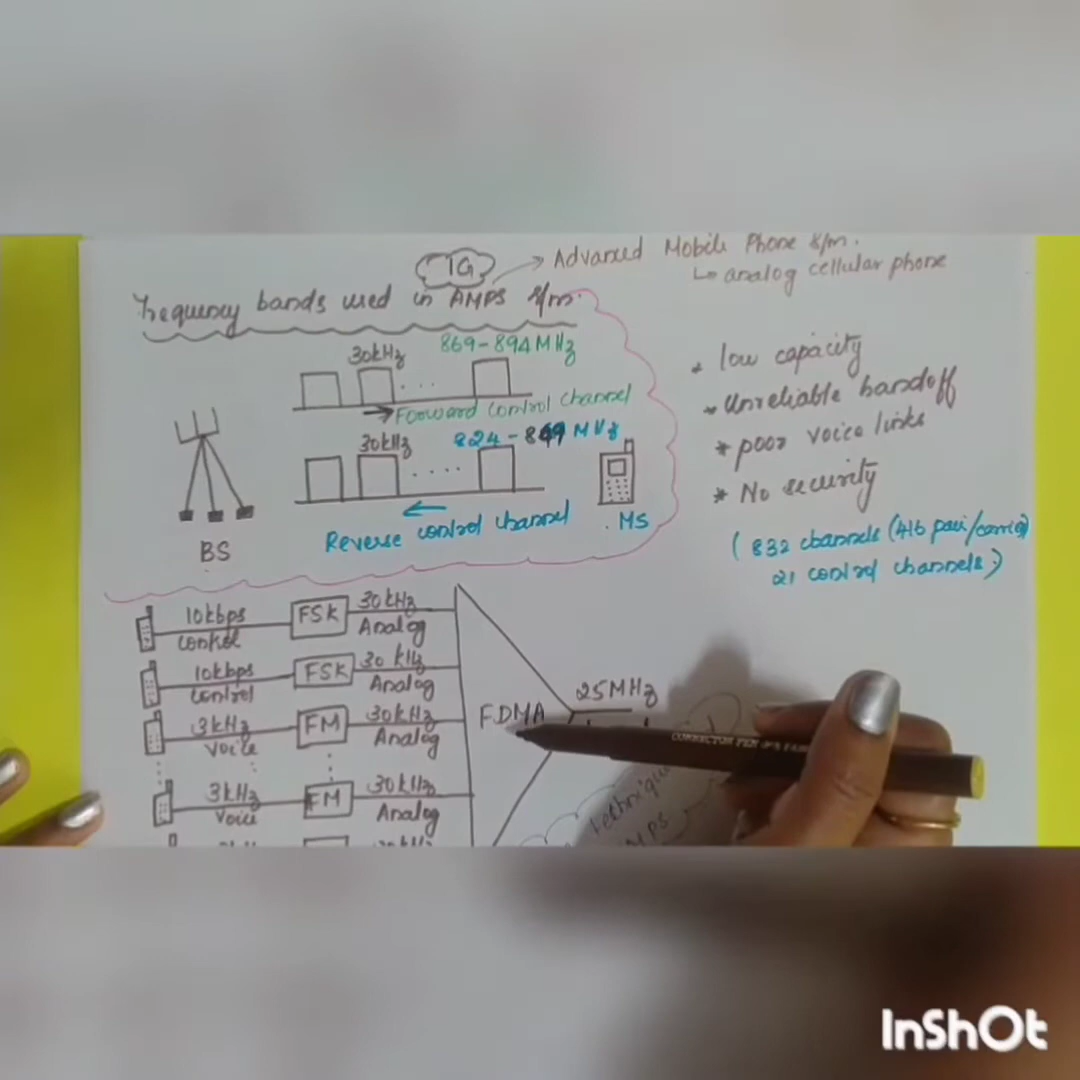 1G
Advanced Mobile Phone s/m.
↳ analog cellular phone
Frequency bands used in AMPS s/m.
30kHz
869-894 MHz
...
→ Forward control channel
30kHz
824-849 MHz
....
← Reverse control channel
BS
MS
* low capacity
* Unreliable handoff
* poor voice links
* No security
(832 channels (416 pair/carrier)
21 control channels)
10kbps
control
FSK
30kHz
Analog
10kbps
control
FSK
30 kHz
Analog
3kHz
Voice
FM
30kHz
Analog
3kHz
Voice
FM
30kHz
Analog
FDMA
25MHz
CONNECTOR PEN
InShOt